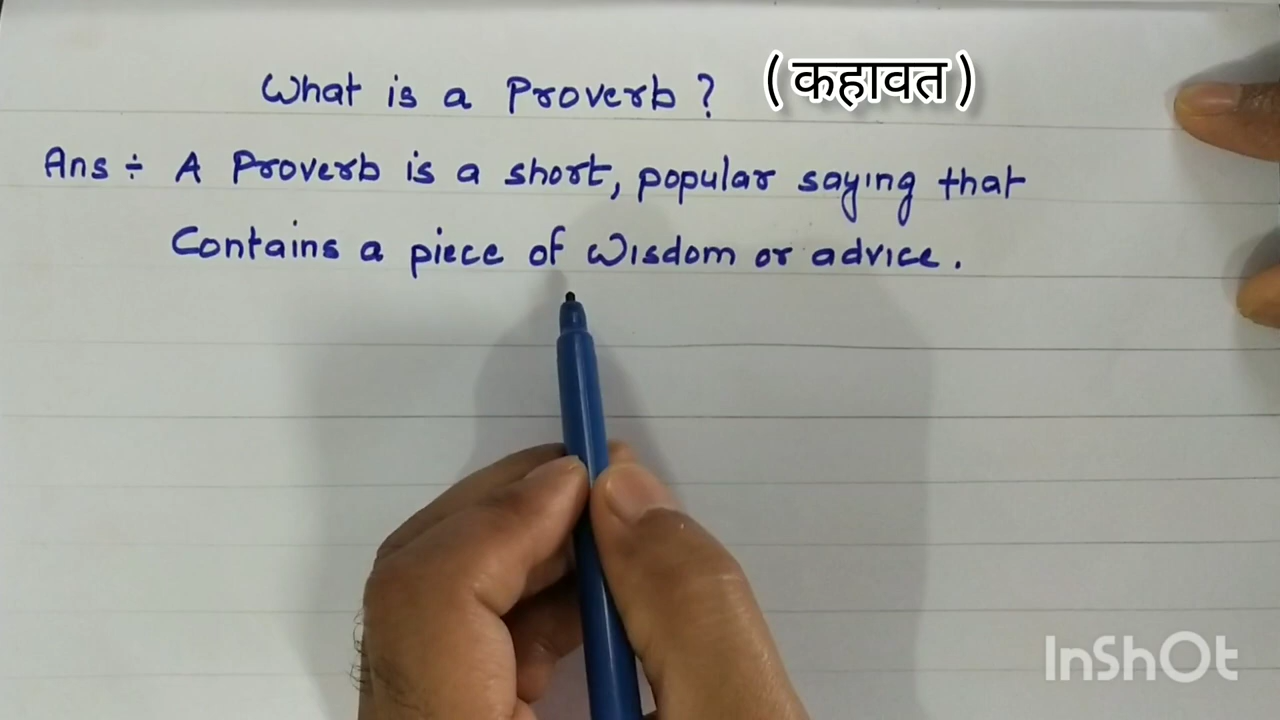 What is a Proverb ? (कहावत)
Ans ÷ A Proverb is a short, popular saying that
Contains a piece of Wisdom or advice.
InShOt